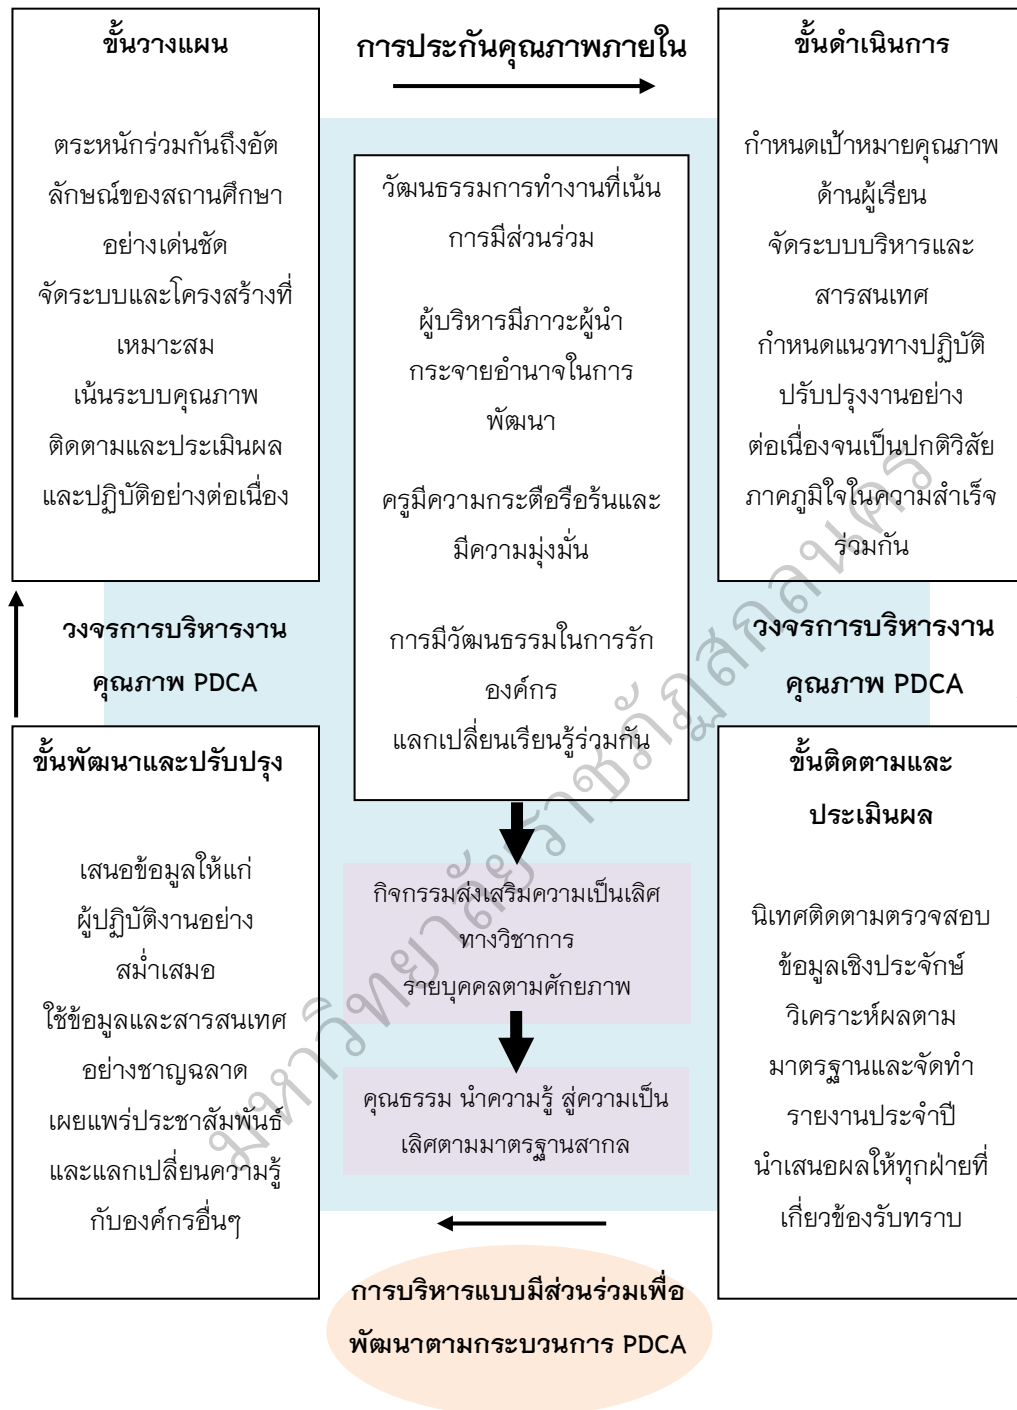 ขั้นวางแผน
ตระหนักร่วมกันถึงอัต
ลักษณ์ของสถานศึกษา
อย่างเด่นชัด
จัดระบบและโครงสร้างที่
เหมาะสม
เน้นระบบคุณภาพ
ติดตามและประเมินผล
และปฏิบัติอย่างต่อเนื่อง
การประกันคุณภาพภายใน
ขั้นดำเนินการ
กำหนดเป้าหมายคุณภาพ
ด้านผู้เรียน
จัดระบบบริหารและ
สารสนเทศ
กำหนดแนวทางปฏิบัติ
ปรับปรุงงานอย่าง
ต่อเนื่องจนเป็นปกติวิสัย
ภาคภูมิใจในความสำเร็จ
ร่วมกัน
วัฒนธรรมการทำงานที่เน้น
การมีส่วนร่วม
ผู้บริหารมีภาวะผู้นำ
กระจายอำนาจในการ
พัฒนา
ครูมีความกระตือรือร้นและ
มีความมุ่งมั่น
การมีวัฒนธรรมในการรัก
องค์กร
แลกเปลี่ยนเรียนรู้ร่วมกัน
วงจรการบริหารงาน
คุณภาพ PDCA
วงจรการบริหารงาน
คุณภาพ PDCA
ขั้นพัฒนาและปรับปรุง
เสนอข้อมูลให้แก่
ผู้ปฏิบัติงานอย่าง
สม่ำเสมอ
ใช้ข้อมูลและสารสนเทศ
อย่างชาญฉลาด
เผยแพร่ประชาสัมพันธ์
และแลกเปลี่ยนความรู้
กับองค์กรอื่นๆ
กิจกรรมส่งเสริมความเป็นเลิศ
ทางวิชาการ
รายบุคคลตามศักยภาพ
คุณธรรม นำความรู้ สู่ความเป็น
เลิศตามมาตรฐานสากล
ขั้นติดตามและ
ประเมินผล
นิเทศติดตามตรวจสอบ
ข้อมูลเชิงประจักษ์
วิเคราะห์ผลตาม
มาตรฐานและจัดทำ
รายงานประจำปี
นำเสนอผลให้ทุกฝ่ายที่
เกี่ยวข้องรับทราบ
การบริหารแบบมีส่วนร่วมเพื่อ
พัฒนาตามกระบวนการ PDCA
มหาวิทยาลัยราชภัฏสกลนคร